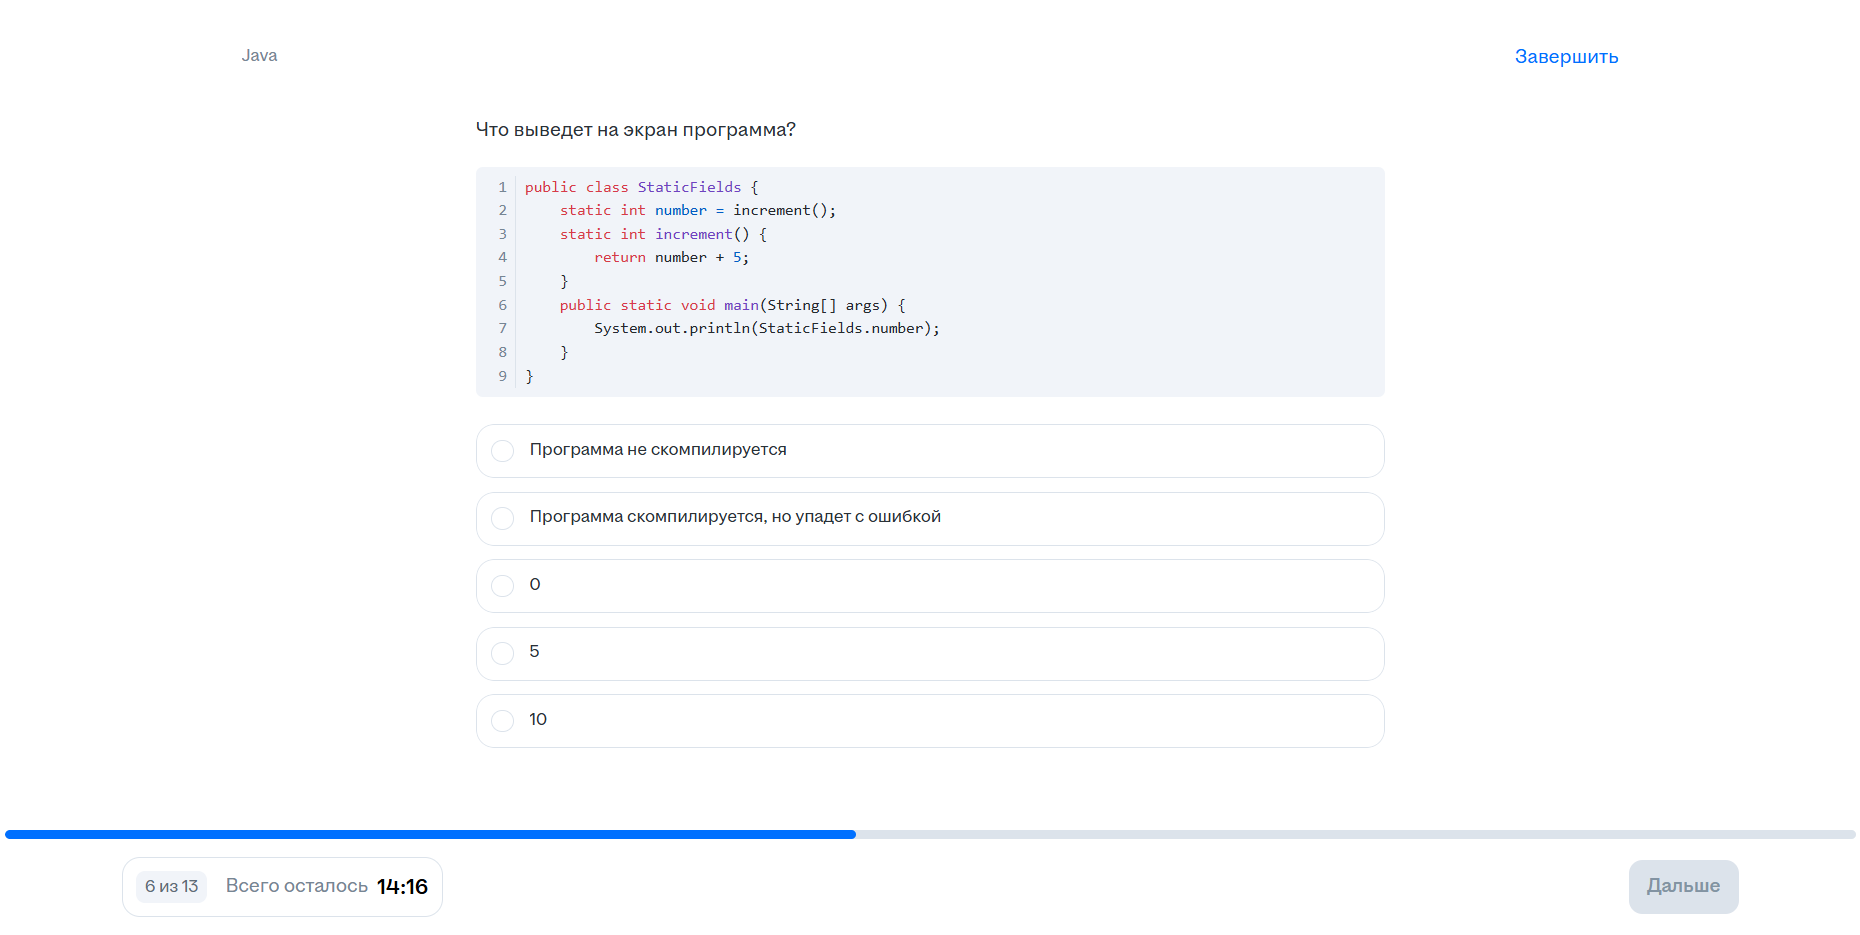 Java
Завершить
Что выведет на экран программа?
1 public class StaticFields {
2     static int number = increment();
3     static int increment() {
4         return number + 5;
5     }
6     public static void main(String[] args) {
7         System.out.println(StaticFields.number);
8     }
9 }
Программа не скомпилируется
Программа скомпилируется, но упадет с ошибкой
0
5
10
6 из 13 Всего осталось 14:16
Дальше